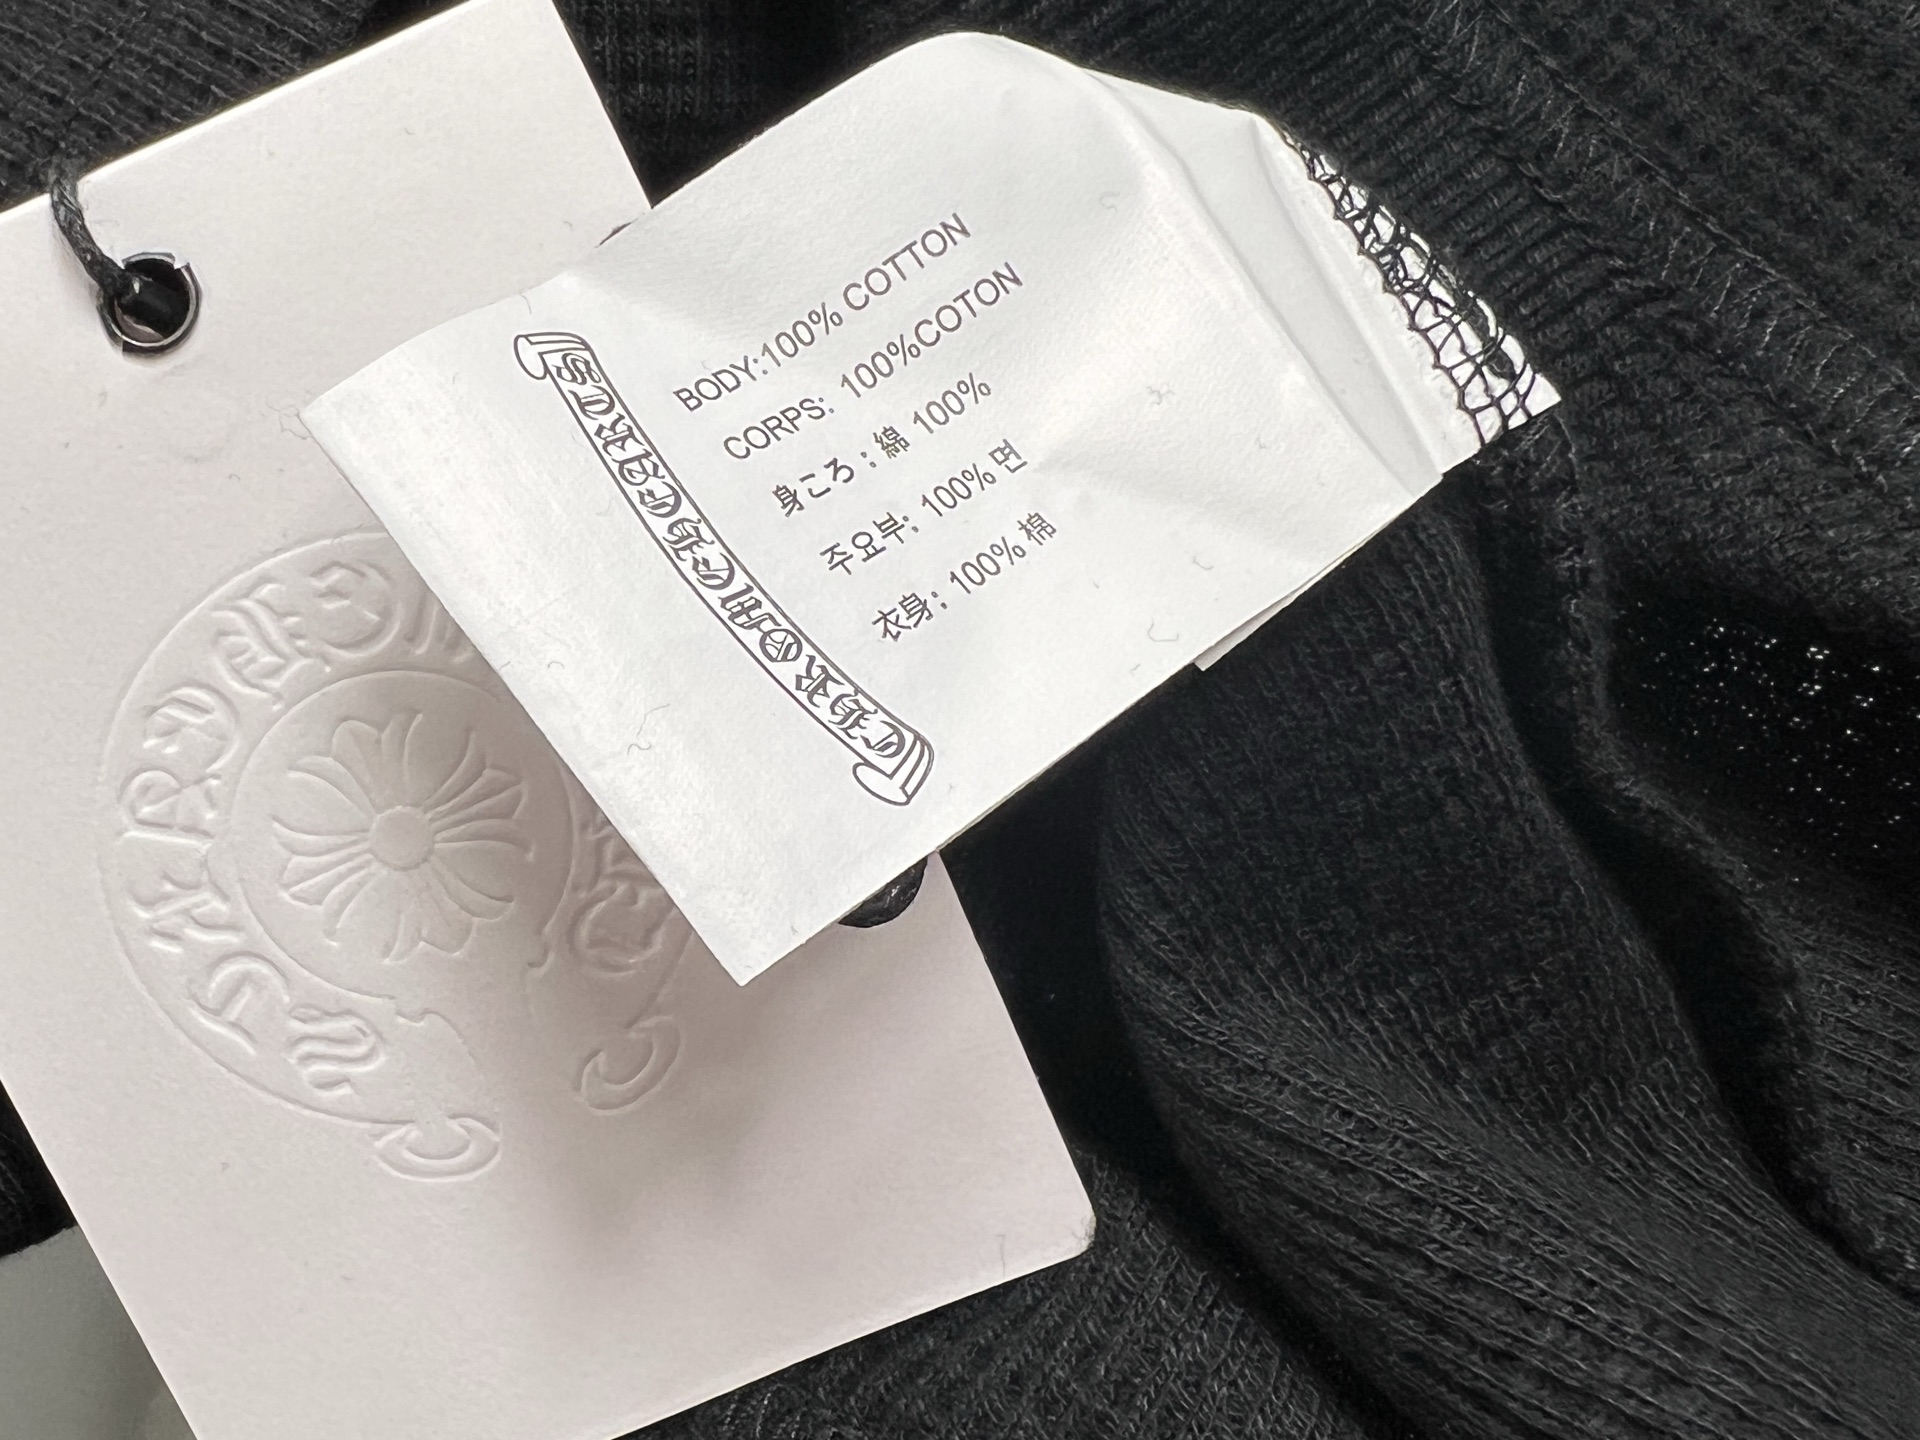 CHROME HEARTS
BODY:100% COTTON
CORPS: 100%COTON
身ころ : 綿 100%
주요부: 100% 면
衣身: 100% 棉